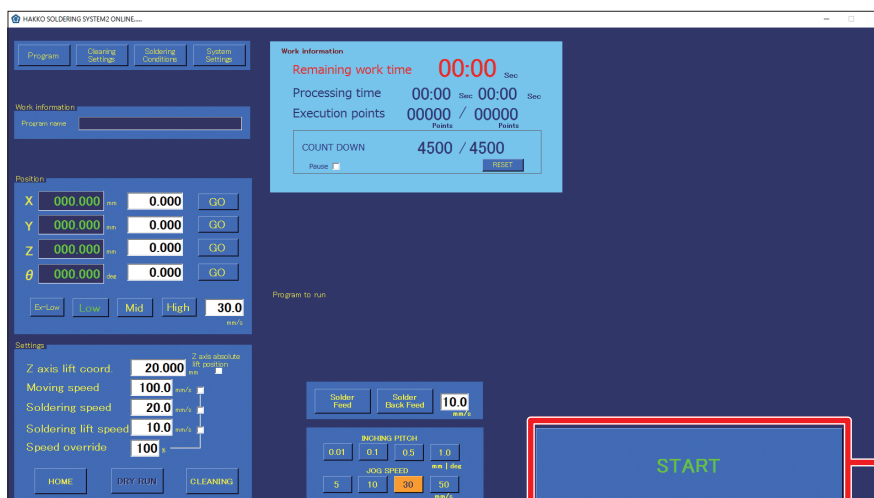 HAKKO SOLDERING SYSTEM2 ONLINE.....
Program
Cleaning Settings
Soldering Conditions
System Settings
Work information
Program name
Work information
Remaining work time 00:00 Sec
Processing time 00:00 Sec 00:00 Sec
Execution points 00000 / 00000
Points Points
COUNT DOWN 4500 / 4500
Pause RESET
Position
X 000.000 mm 0.000 GO
Y 000.000 mm 0.000 GO
Z 000.000 mm 0.000 GO
θ 000.000 deg 0.000 GO
Ex-Low Low Mid High 30.0
mm/s
Program to run
Settings
Z axis absolute
lift position
Z axis lift coord. 20.000 mm
Moving speed 100.0 mm/s
Soldering speed 20.0 mm/s
Soldering lift speed 10.0 mm/s
Speed override 100 %
HOME DRY RUN CLEANING
Solder Feed
Solder Back Feed
10.0
mm/s
INCHING PITCH
0.01 0.1 0.5 1.0
mm | deg
JOG SPEED
5 10 30 50
mm/s
START